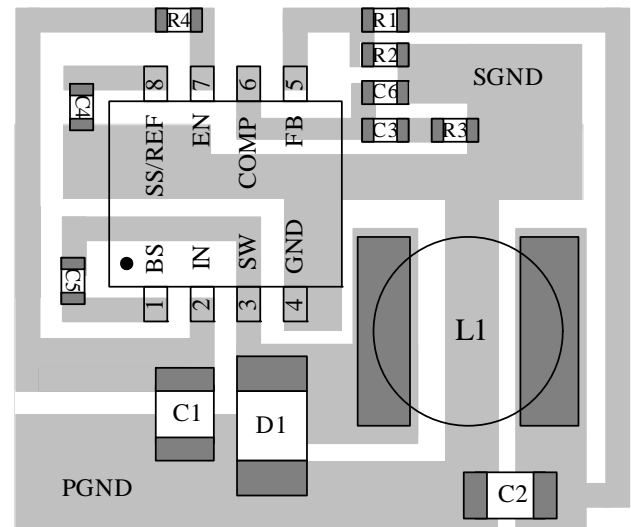 R4
R1
R2
SGND
C6
C4
C3
R3
8
7
6
5
SS/REF
EN
COMP
FB
BS
IN
SW
GND
C5
1
2
3
4
L1
C1
D1
PGND
C2